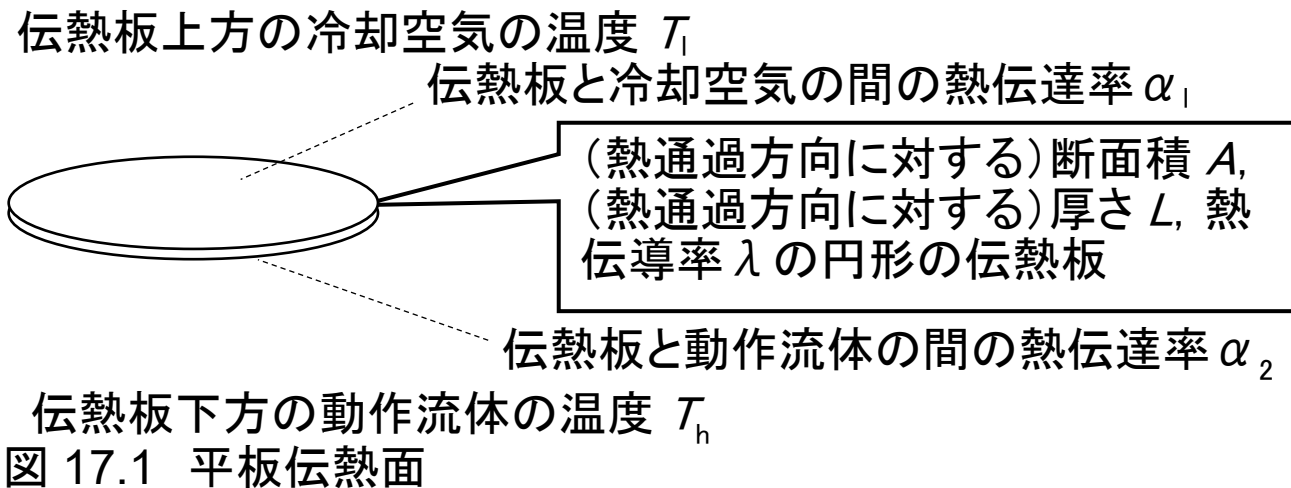 伝熱板上方の冷却空気の温度 Tl
伝熱板と冷却空気の間の熱伝達率αl
(熱通過方向に対する)断面積 A,
(熱通過方向に対する)厚さ L, 熱
伝導率λの円形の伝熱板
伝熱板と動作流体の間の熱伝達率α2
伝熱板下方の動作流体の温度 Th
図 17.1 平板伝熱面